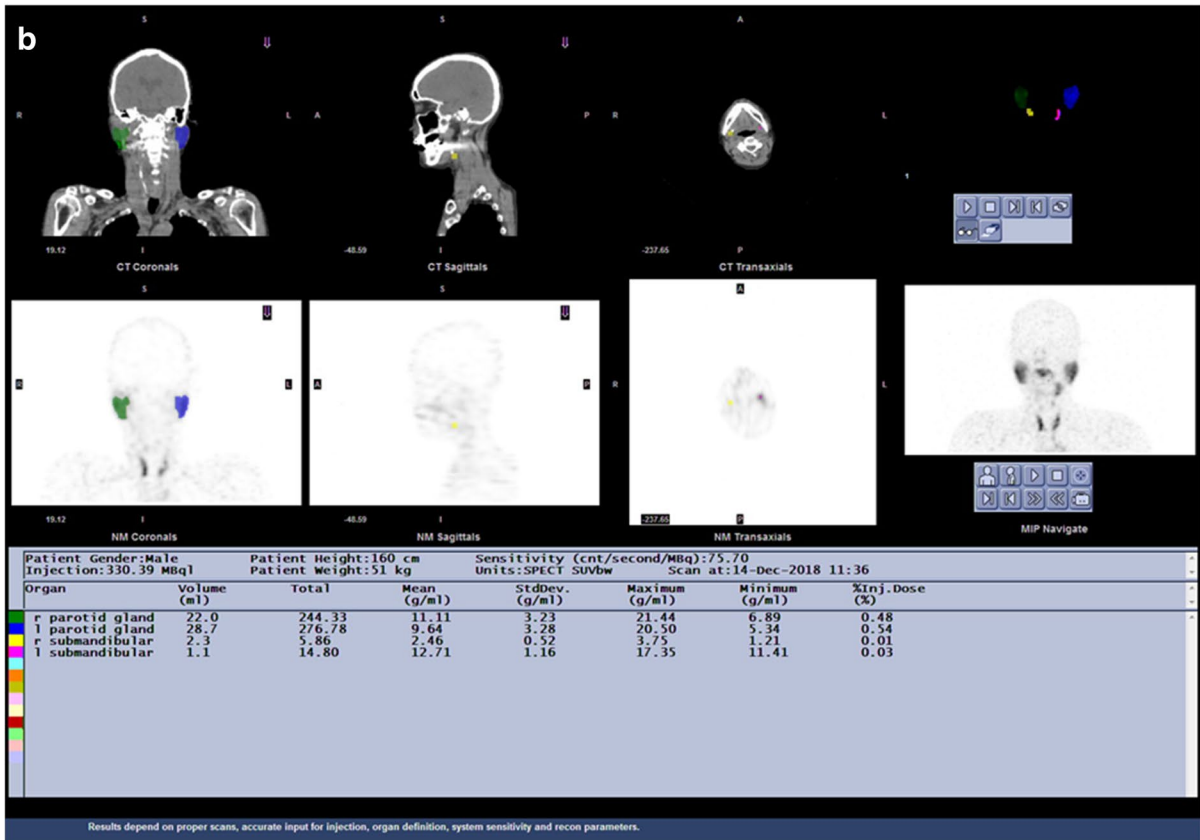 b
S S A
R L A P R L
1
19.12 I -48.59 I -237.65 P
CT Coronals CT Sagittals CT Transaxials
S S A
R L A P R L
19.12 I -48.59 I -237.65 P
NM Coronals NM Sagittals NM Transaxials MIP Navigate
Patient Gender:Male Patient Height:160 cm Sensitivity (cnt/second/MBq):75.70
Injection:330.39 MBql Patient Weight:51 kg Units:SPECT SUVbw Scan at:14-Dec-2018 11:36
Organ Volume Total Mean StdDev. Maximum Minimum %Inj.Dose
(ml) (g/ml) (g/ml) (g/ml) (g/ml) (%)
r parotid gland 22.0 244.33 11.11 3.23 21.44 6.89 0.48
l parotid gland 28.7 276.78 9.64 3.28 20.50 5.34 0.54
r submandibular 2.3 5.86 2.46 0.52 3.75 1.21 0.01
l submandibular 1.1 14.80 12.71 1.16 17.35 11.41 0.03
Results depend on proper scans, accurate input for injection, organ definition, system sensitivity and recon parameters.